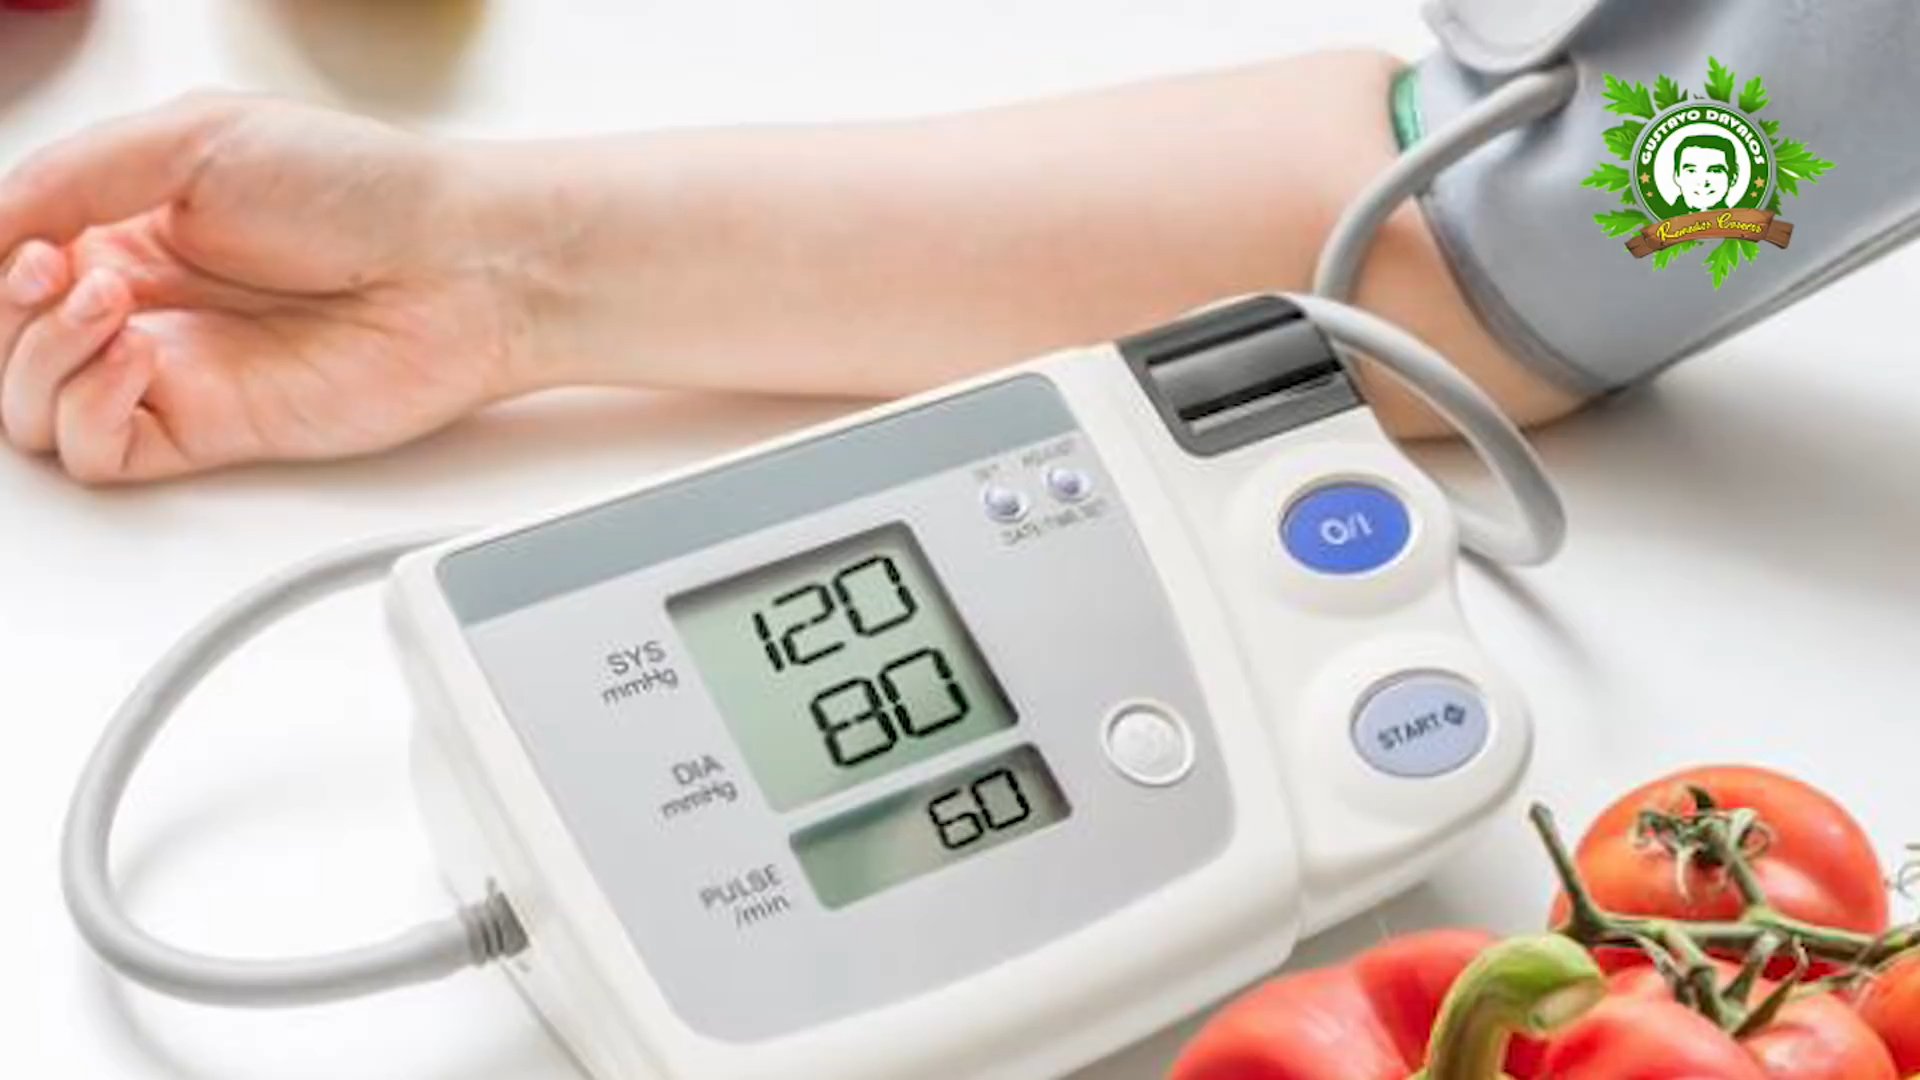 GUSTAVO DAVALOS
Remedios Caseros
O/I
START
SYS
mmHg
120
80
DIA
mmHg
60
PULSE
/min